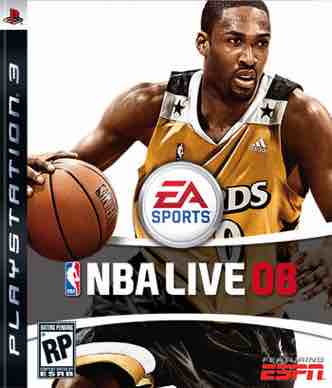 PLAYSTATION 3
adidas
DS
EA
SPORTS
NBA LIVE 08
RATING PENDING
RP
CONTENT RATED BY
ESRB
FEATURING
ESPN